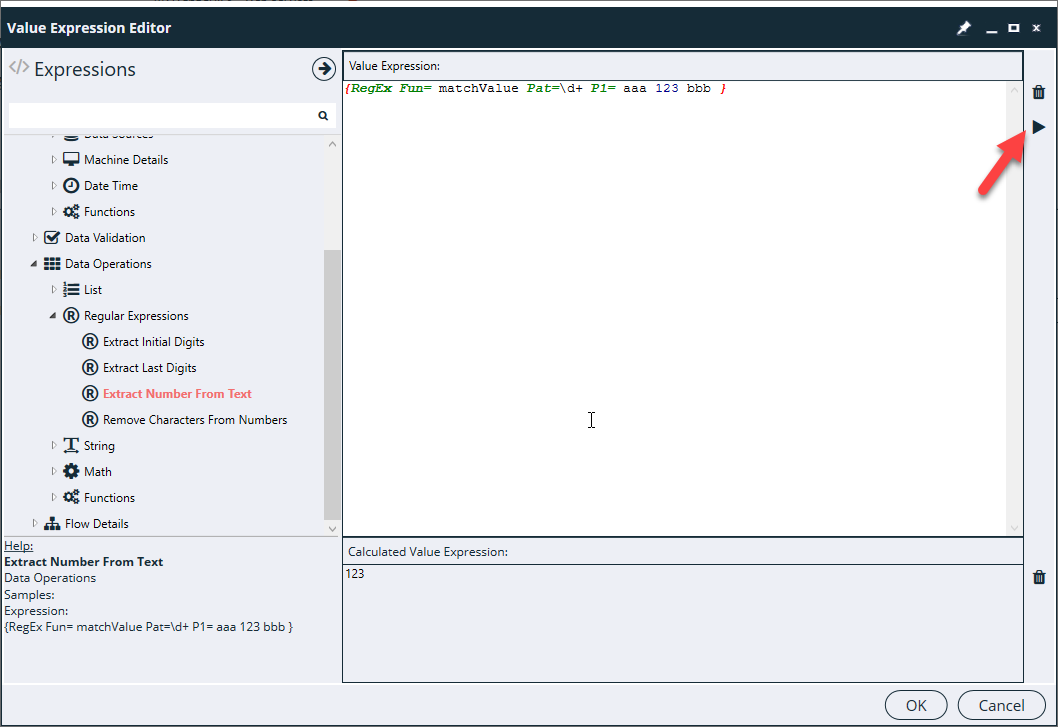 Value Expression Editor
</> Expressions
Value Expression:
{RegEx Fun= matchValue Pat=\d+ P1= aaa 123 bbb }
Data Sources
Machine Details
Date Time
Functions
Data Validation
Data Operations
List
Regular Expressions
Extract Initial Digits
Extract Last Digits
Extract Number From Text
Remove Characters From Numbers
String
Math
Functions
Flow Details
Help:
Extract Number From Text
Data Operations
Samples:
Expression:
{RegEx Fun= matchValue Pat=\d+ P1= aaa 123 bbb }
Calculated Value Expression:
123
OK
Cancel